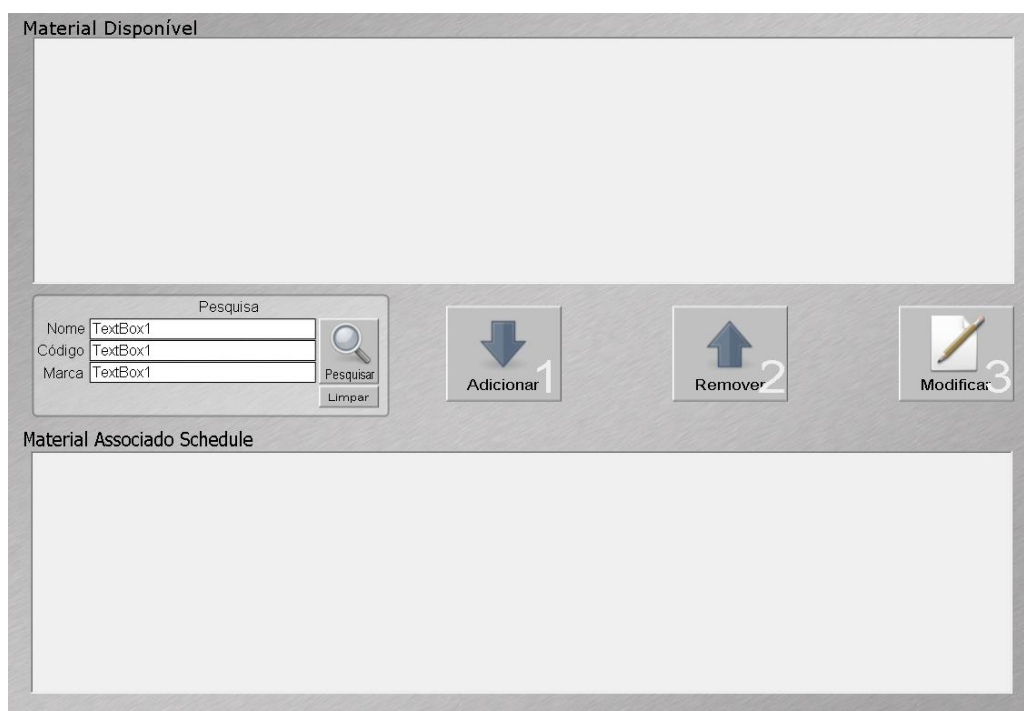 Material Disponível
Pesquisa
Nome TextBox1
Código TextBox1
Marca TextBox1
Pesquisar
Limpar
Adicionar 1
Remover 2
Modificar 3
Material Associado Schedule